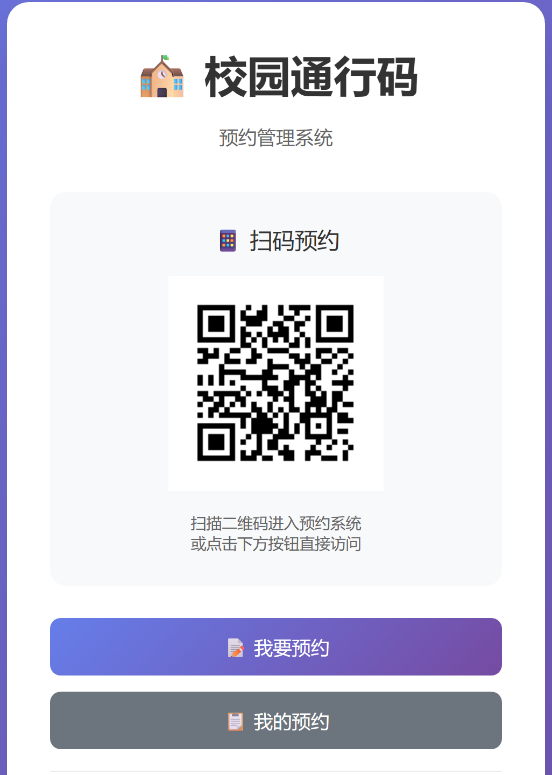 校园通行码
预约管理系统
扫码预约
扫描二维码进入预约系统
或点击下方按钮直接访问
我要预约
我的预约